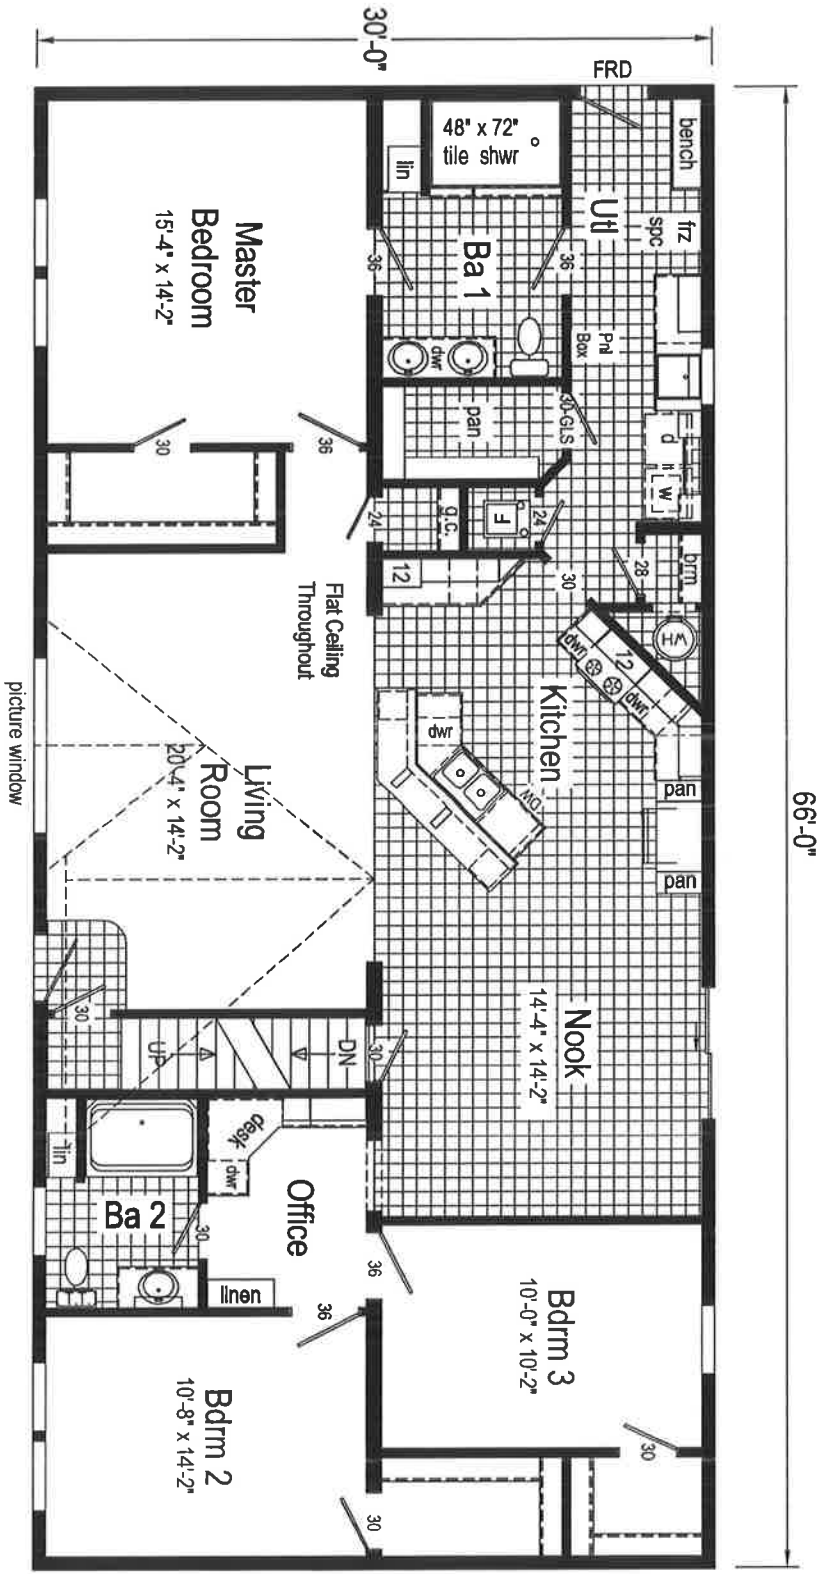 30'-0"
66'-0"
FRD
bench
48" x 72"
tile shwr
lin
Utl
frz
spc
Ba 1
36
36
Pnl
Box
dwr
Master
Bedroom
15'-4" x 14'-2"
30
36
pan
30-GLS
d
w
24
g.c.
F
24
28
brm
WH
30
12
Flat Ceiling
Throughout
12
dwr
dwr
Kitchen
dwr
DW
pan
pan
picture window
Living
Room
20'-4" x 14'-2"
Nook
14'-4" x 14'-2"
30
UP
DN
30
lin
desk
dwr
Office
Ba 2
30
linen
36
36
Bdrm 3
10'-0" x 10'-2"
30
Bdrm 2
10'-8" x 14'-2"
30